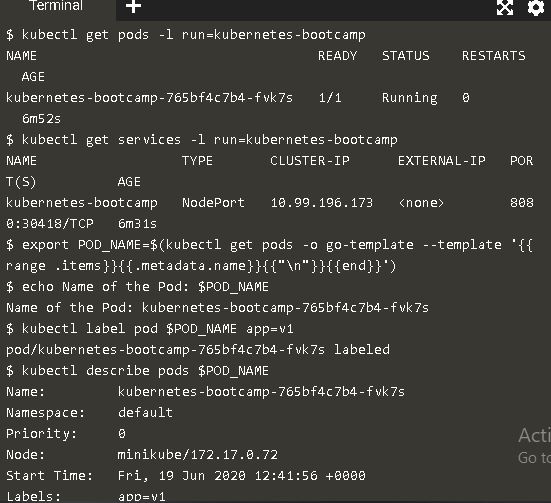 Terminal
$ kubectl get pods -l run=kubernetes-bootcamp
NAME READY STATUS RESTARTS
AGE
kubernetes-bootcamp-765bf4c7b4-fvk7s 1/1 Running 0
6m52s
$ kubectl get services -l run=kubernetes-bootcamp
NAME TYPE CLUSTER-IP EXTERNAL-IP POR
T(S) AGE
kubernetes-bootcamp NodePort 10.99.196.173 <none> 808
0:30418/TCP 6m31s
$ export POD_NAME=$(kubectl get pods -o go-template --template '{{
range .items}}{{.metadata.name}}{{"\n"}}{{end}}')
$ echo Name of the Pod: $POD_NAME
Name of the Pod: kubernetes-bootcamp-765bf4c7b4-fvk7s
$ kubectl label pod $POD_NAME app=v1
pod/kubernetes-bootcamp-765bf4c7b4-fvk7s labeled
$ kubectl describe pods $POD_NAME
Name: kubernetes-bootcamp-765bf4c7b4-fvk7s
Namespace: default
Priority: 0
Node: minikube/172.17.0.72
Start Time: Fri, 19 Jun 2020 12:41:56 +0000
Labels: app=v1
Acti
Go to